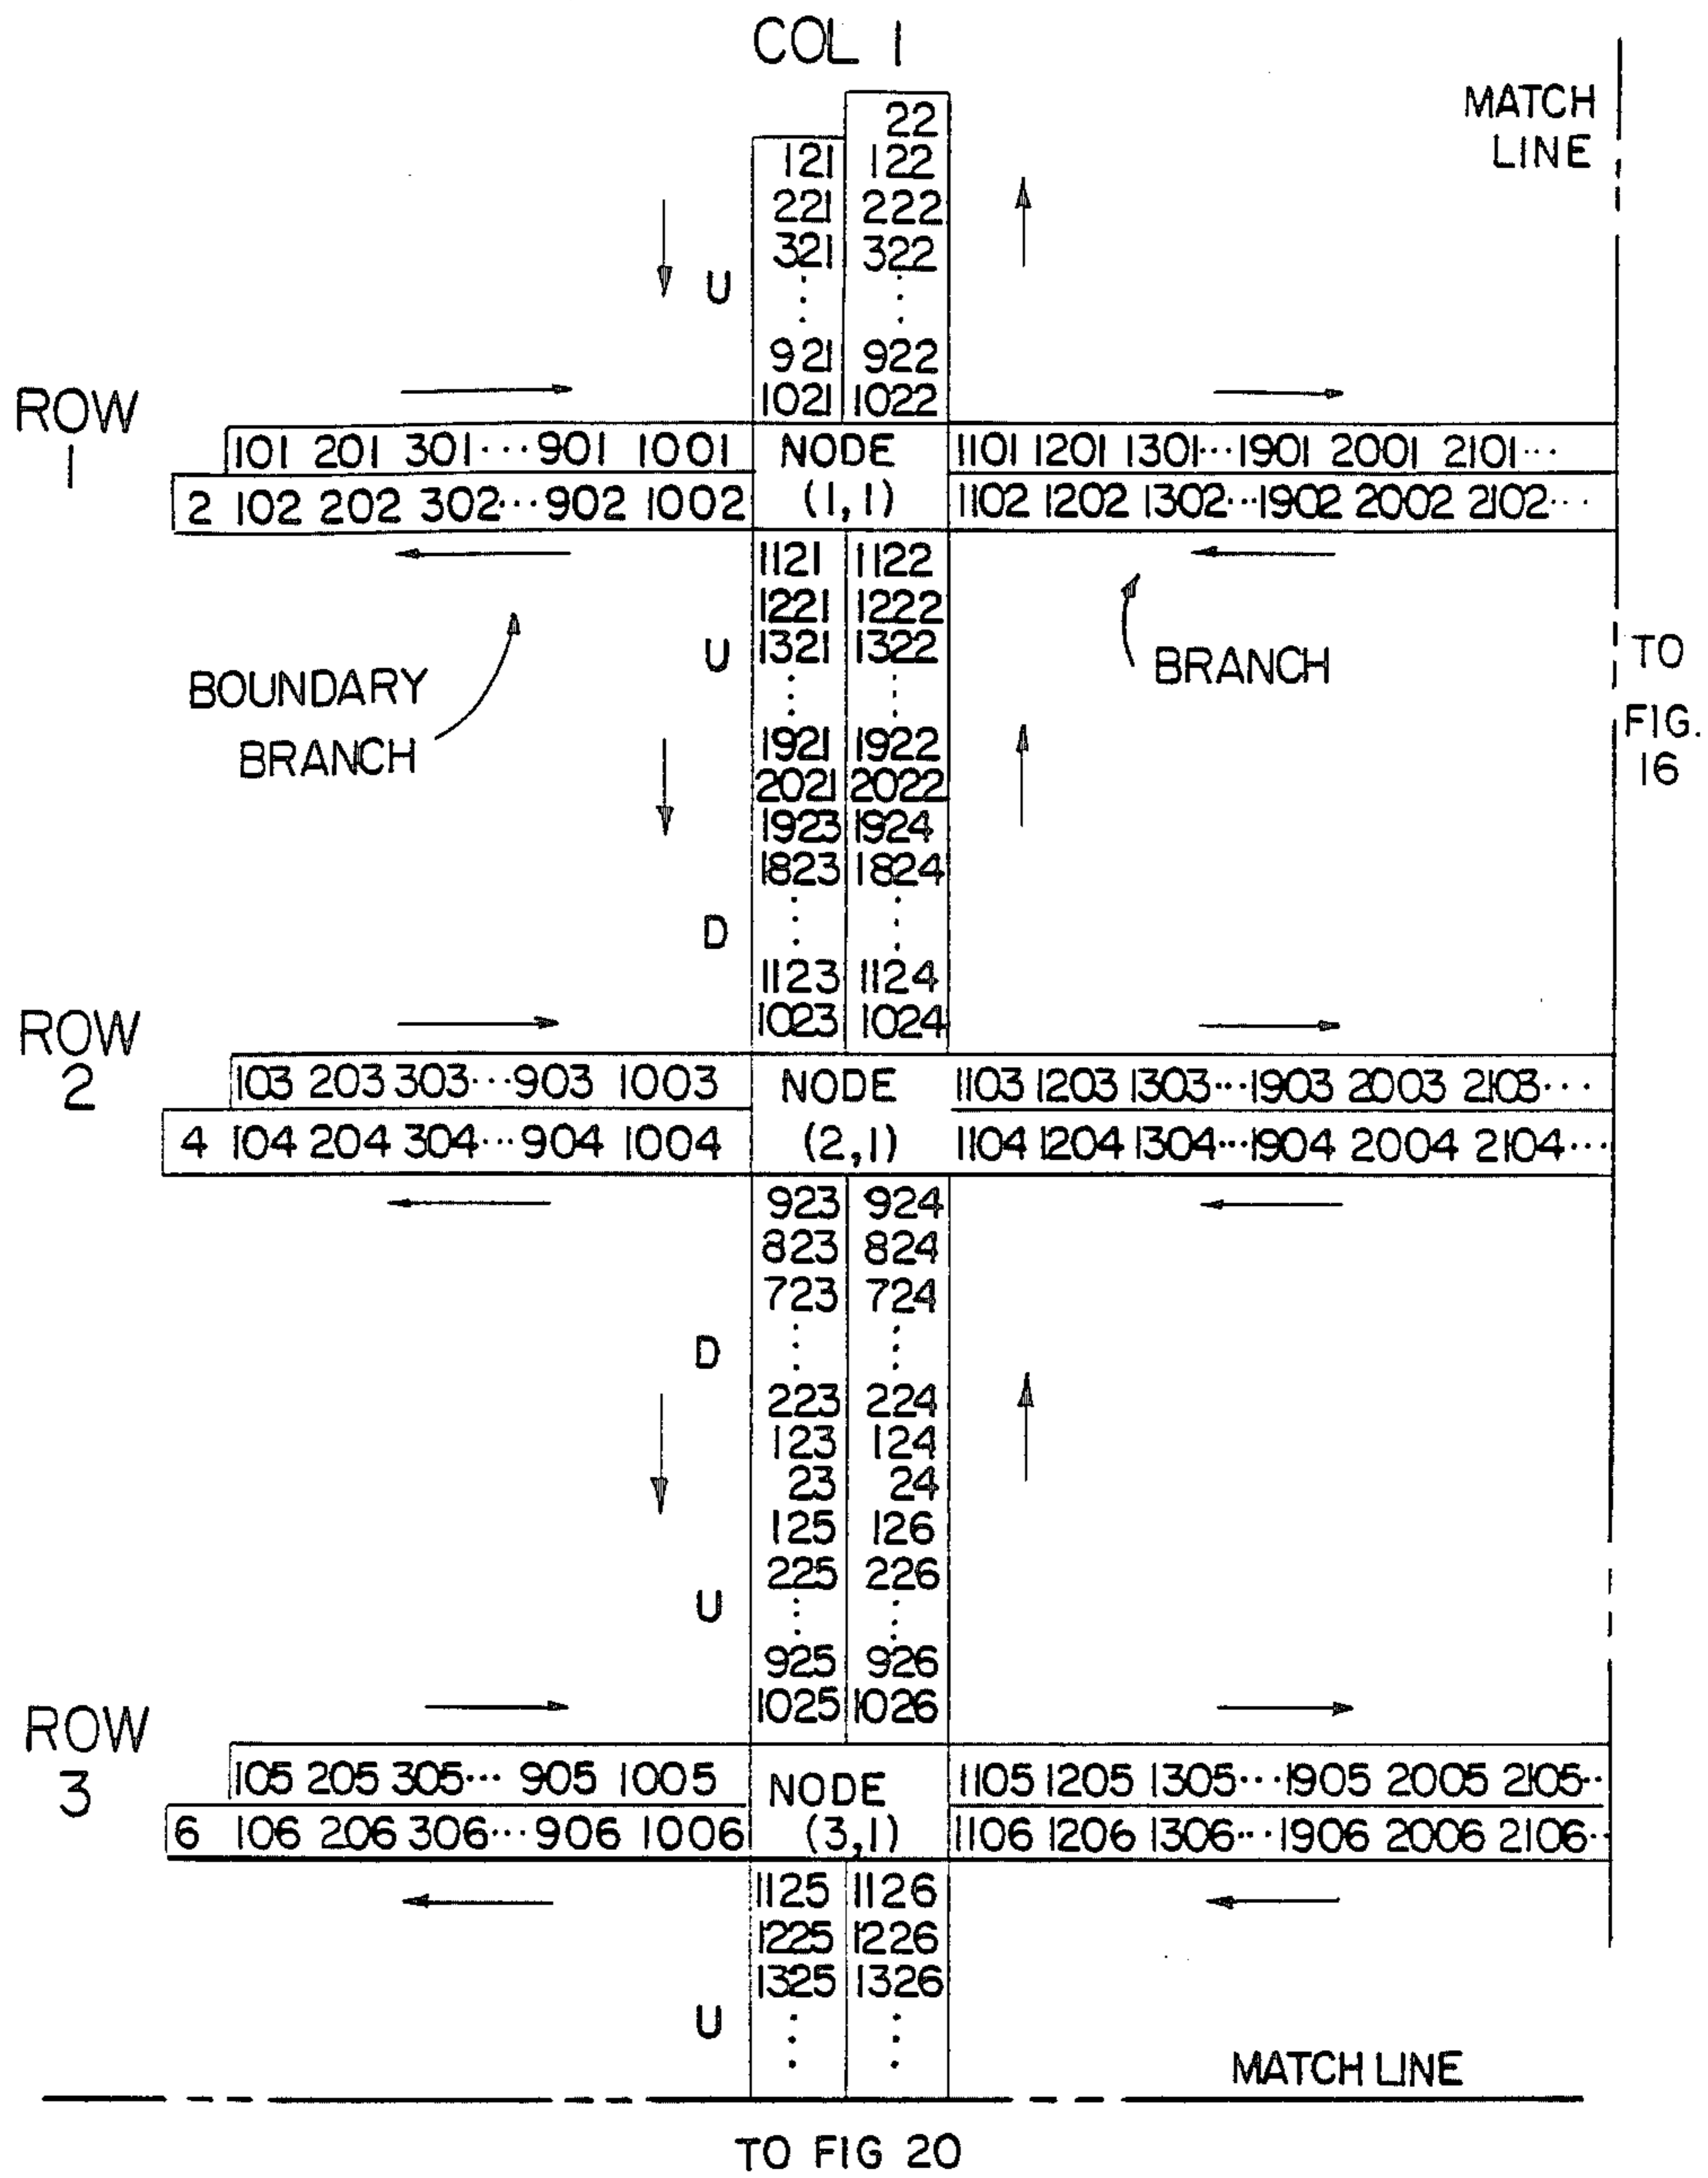 COL 1
22
MATCH
LINE
121 122
221 222
321 322
U
⋮ ⋮
921 922
1021 1022
ROW
1
101 201 301···901 1001
NODE
1101 1201 1301···1901 2001 2101···
2 102 202 302···902 1002
(1,1)
1102 1202 1302···1902 2002 2102···
1121 1122
1221 1222
U
1321 1322
⋮ ⋮
BOUNDARY
BRANCH
BRANCH
TO
FIG.
16
1921 1922
2021 2022
1923 1924
1823 1824
D
⋮ ⋮
1123 1124
1023 1024
ROW
2
103 203 303···903 1003
NODE
1103 1203 1303···1903 2003 2103···
4 104 204 304···904 1004
(2,1)
1104 1204 1304···1904 2004 2104···
923 924
823 824
723 724
D
⋮ ⋮
223 224
123 124
23 24
125 126
225 226
U
⋮ ⋮
925 926
1025 1026
ROW
3
105 205 305··· 905 1005
NODE
1105 1205 1305···1905 2005 2105··
6 106 206 306···906 1006
(3,1)
1106 1206 1306···1906 2006 2106··
1125 1126
1225 1226
1325 1326
U
⋮ ⋮
MATCH LINE
TO FIG 20